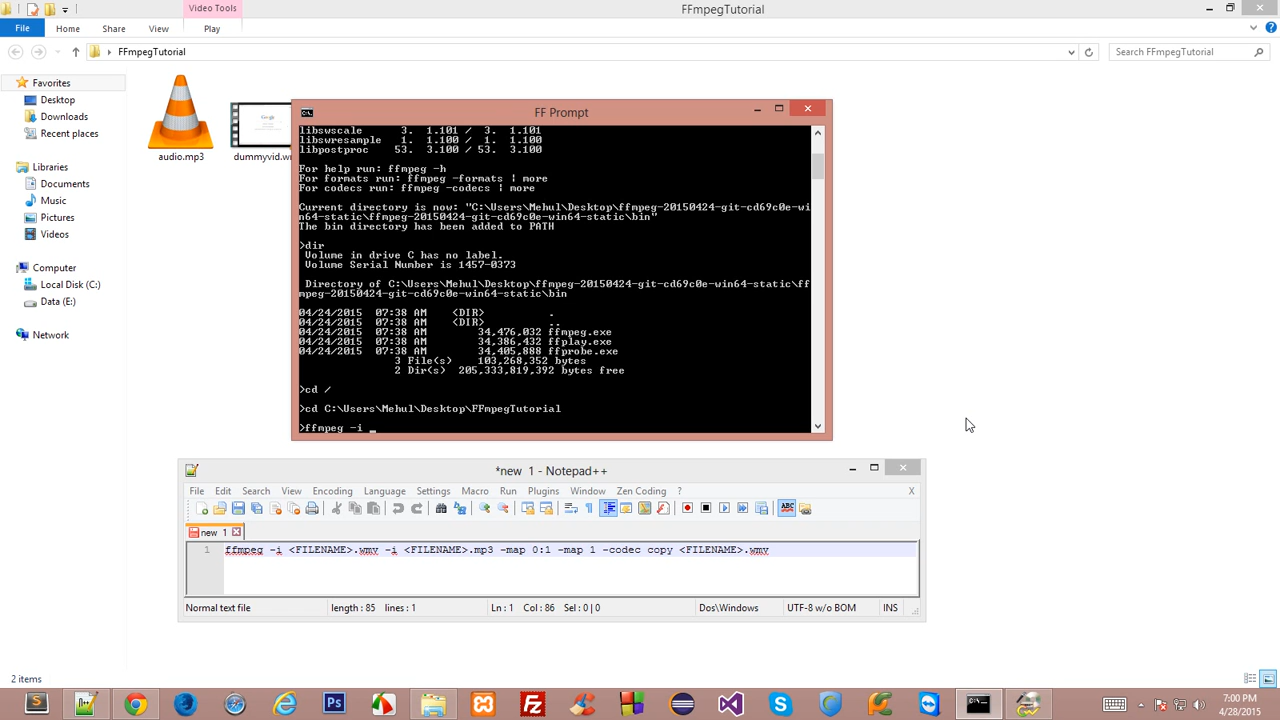 Video Tools
FFmpegTutorial
File
Home
Share
View
Play
FFmpegTutorial
Search FFmpegTutorial
Favorites
Desktop
Downloads
Recent places
Libraries
Documents
Music
Pictures
Videos
Computer
Local Disk (C:)
Data (E:)
Network
audio.mp3
Google
FF Prompt
libswscale 3. 1.101 / 3. 1.101
libswresample 1. 1.100 / 1. 1.100
libpostproc 53. 3.100 / 53. 3.100
For help run: ffmpeg -h
For formats run: ffmpeg -formats | more
For codecs run: ffmpeg -codecs | more
Current directory is now: "C:\Users\Mehul\Desktop\ffmpeg-20150424-git-cd69c0e-wi
n64-static\ffmpeg-20150424-git-cd69c0e-win64-static\bin"
The bin directory has been added to PATH
>dir
Volume in drive C has no label.
Volume Serial Number is 1457-0373
Directory of C:\Users\Mehul\Desktop\ffmpeg-20150424-git-cd69c0e-win64-static\ff
mpeg-20150424-git-cd69c0e-win64-static\bin
04/24/2015 07:38 AM <DIR> .
04/24/2015 07:38 AM <DIR> ..
04/24/2015 07:38 AM 34,476,032 ffmpeg.exe
04/24/2015 07:38 AM 34,386,432 ffplay.exe
04/24/2015 07:38 AM 34,405,888 ffprobe.exe
3 File(s) 103,268,352 bytes
2 Dir(s) 205,333,819,392 bytes free
>cd /
>cd C:\Users\Mehul\Desktop\FFmpegTutorial
>ffmpeg -i _
*new 1 - Notepad++
File Edit Search View Encoding Language Settings Macro Run Plugins Window Zen Coding ? X
new 1
1 ffmpeg -i <FILENAME>.wmv -i <FILENAME>.mp3 -map 0:1 -map 1 -codec copy <FILENAME>.wmv
Normal text file length : 85 lines : 1 Ln : 1 Col : 86 Sel : 0 | 0 Dos\Windows UTF-8 w/o BOM INS
2 items
7:00 PM
4/28/2015